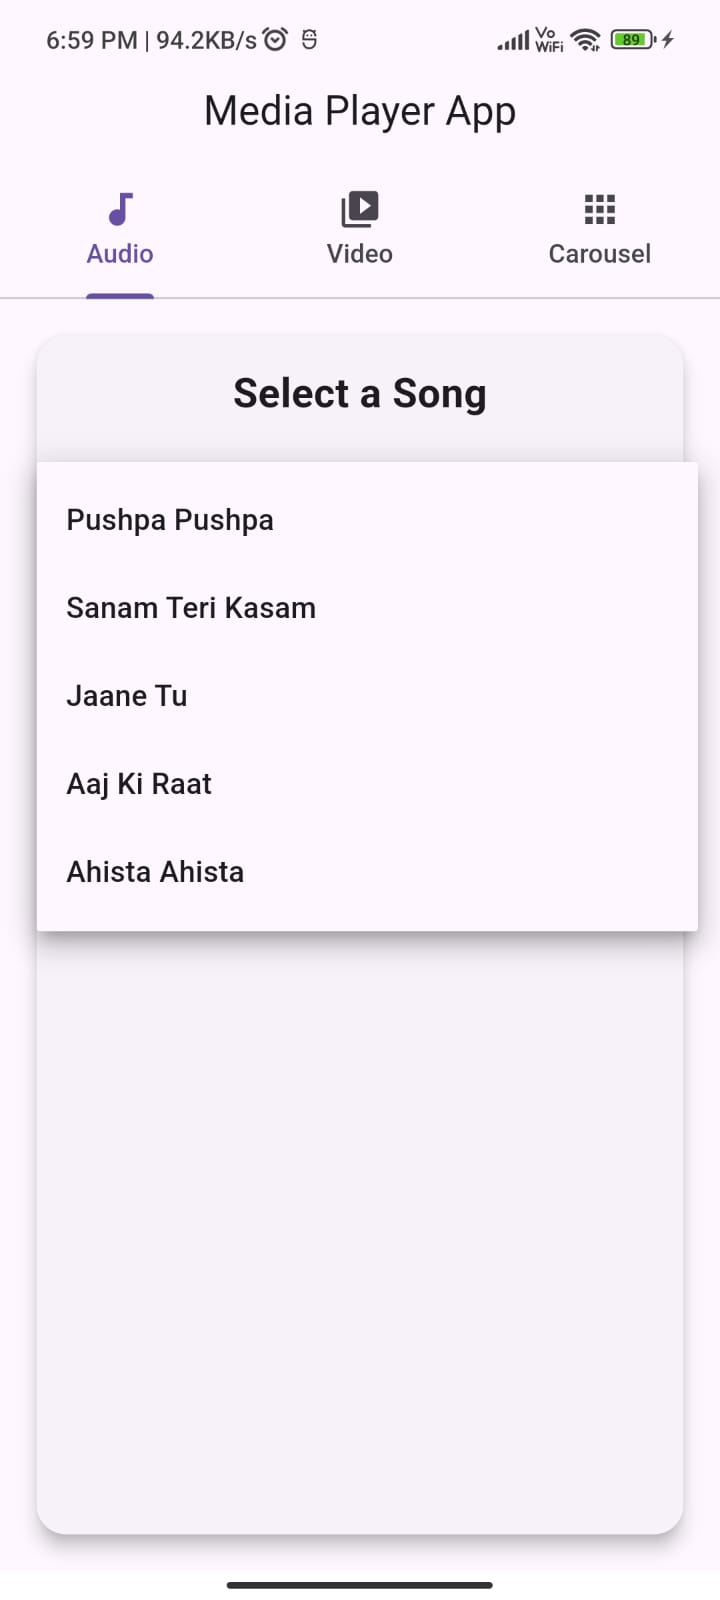 6:59 PM | 94.2KB/s
Vo
WiFi
89
Media Player App
Audio
Video
Carousel
Select a Song
Pushpa Pushpa
Sanam Teri Kasam
Jaane Tu
Aaj Ki Raat
Ahista Ahista